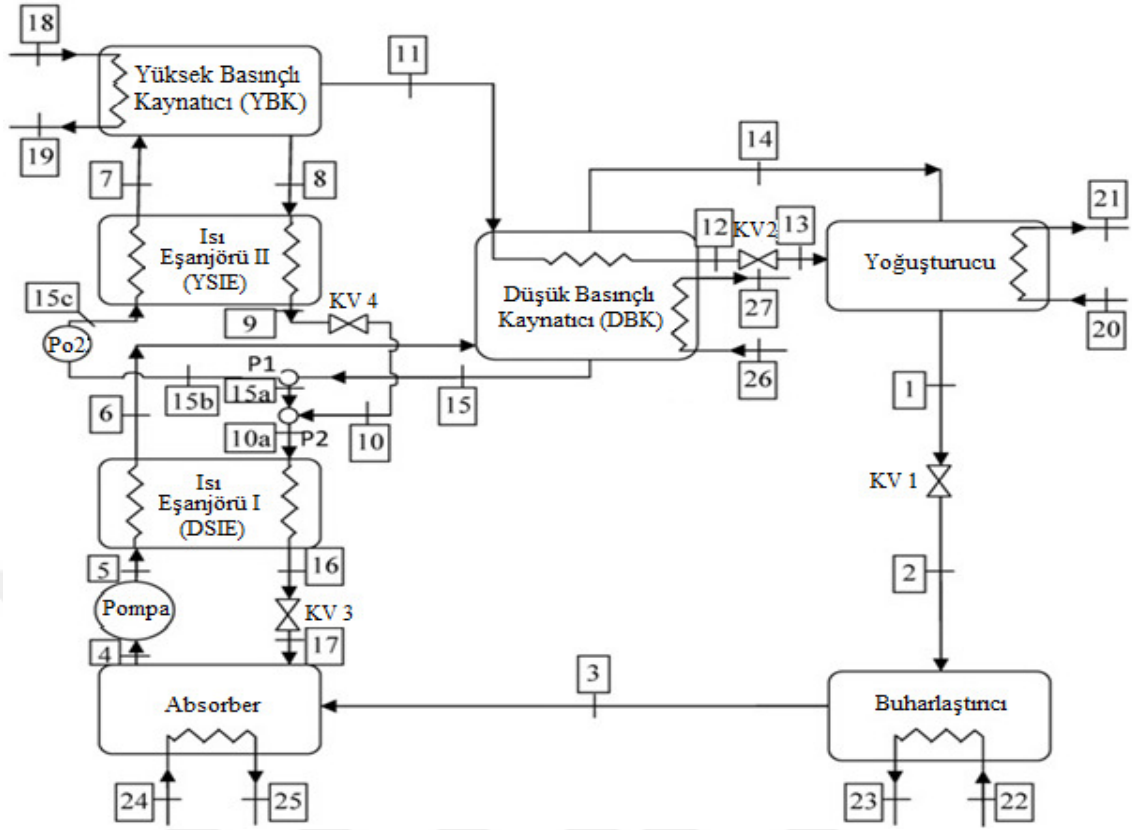 18
11
Yüksek Basınçlı
Kaynatıcı (YBK)
14
19
7
8
21
12
KV2
13
Isı
Eşanjörü II
(YSIE)
Yoğuşturucu
15c
KV 4
Düşük Basınçlı
Kaynatıcı (DBK)
27
9
20
Po2
P1
26
15b
15a
15
1
6
10a
P2
10
Isı
Eşanjörü I
(DSIE)
KV 1
5
16
2
Pompa
KV 3
4
17
3
Absorber
Buharlaştırıcı
24
25
23
22